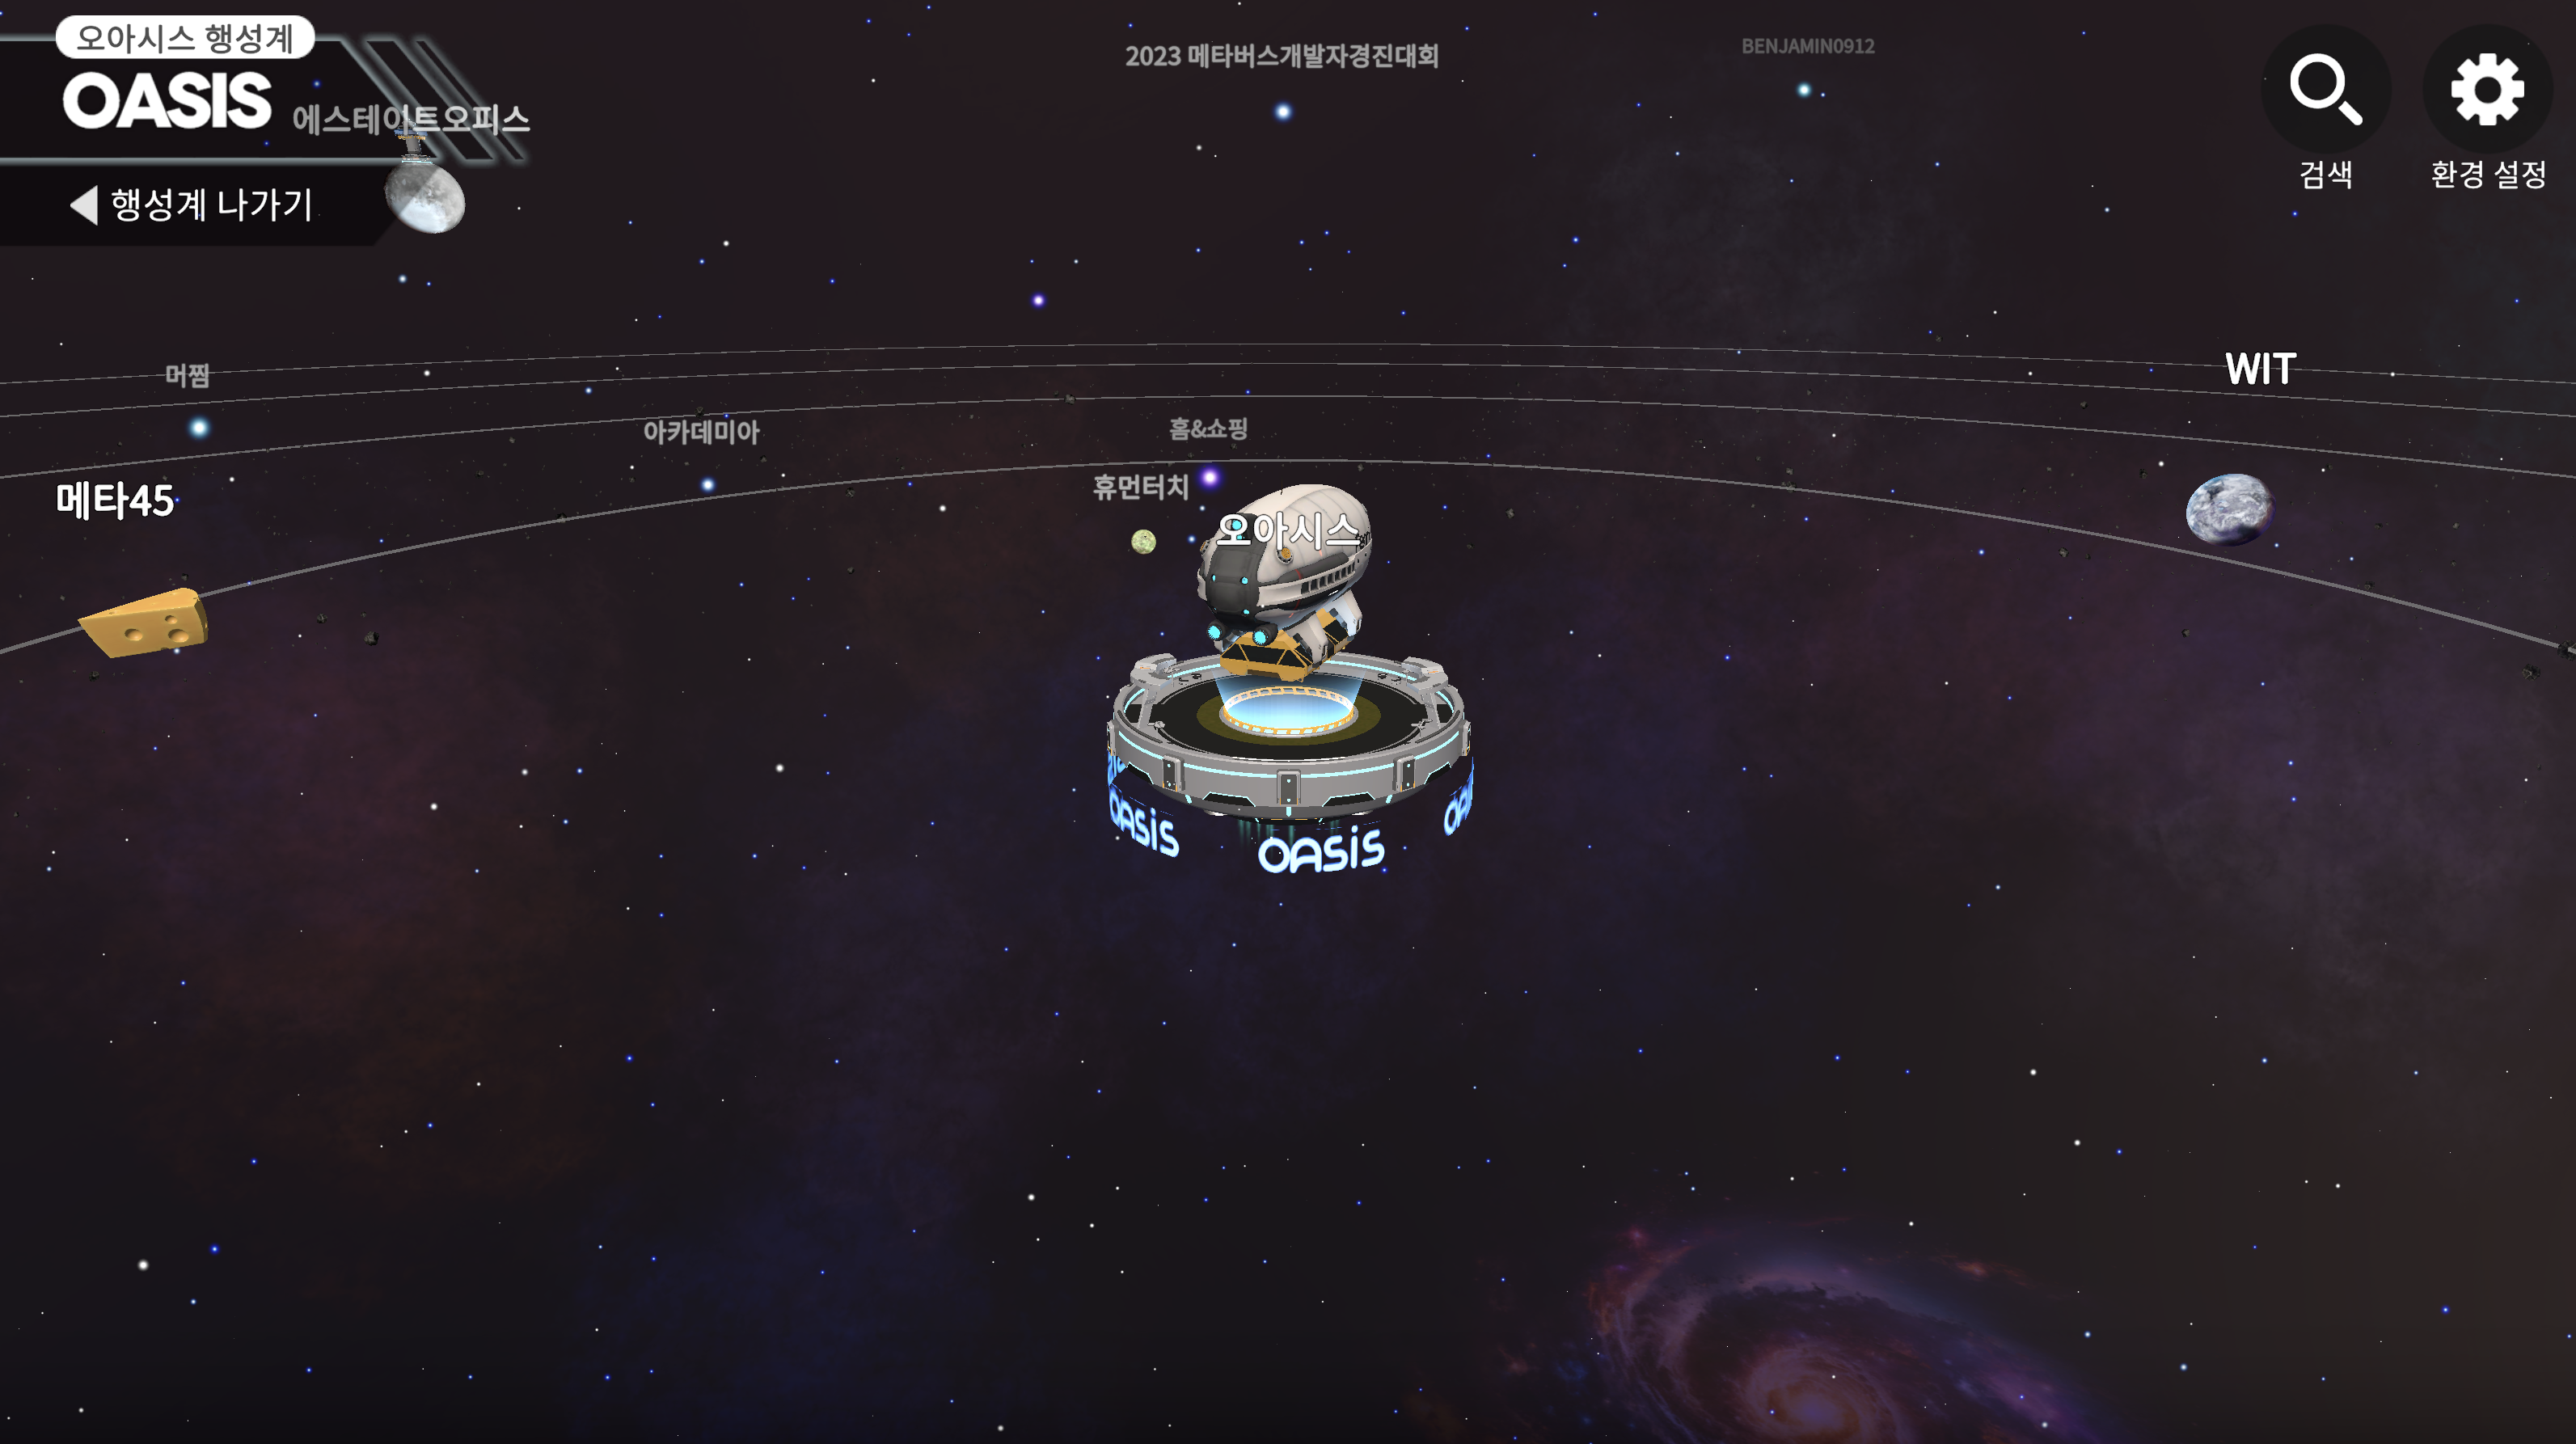 오아시스 행성계
OASIS
에스테이트오피스
행성계 나가기
2023 메타버스개발자경진대회
BENJAMIN0912
검색
환경 설정
머찜
메타45
아카데미아
홈&쇼핑
휴먼터치
오아시스
WIT
OASIS
OASIS
OA